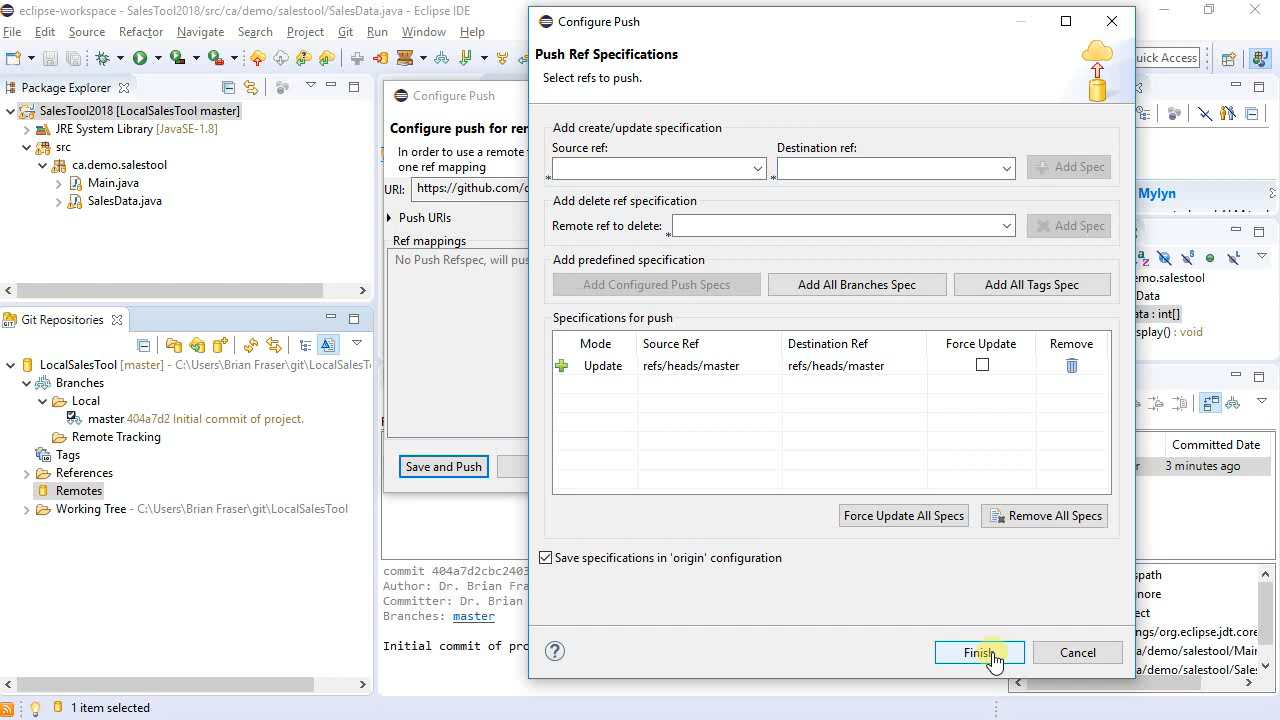 eclipse-workspace - SalesTool2018/src/ca/demo/salestool/SalesData.java - Eclipse IDE
File Edit Source Refactor Navigate Search Project Git Run Window Help
Quick Access
Package Explorer
SalesTool2018 [LocalSalesTool master]
JRE System Library [JavaSE-1.8]
src
ca.demo.salestool
Main.java
SalesData.java
Git Repositories
LocalSalesTool [master] - C:\Users\Brian Fraser\git\LocalSalesT
Branches
Local
master 404a7d2 Initial commit of project.
Remote Tracking
Tags
References
Remotes
Working Tree - C:\Users\Brian Fraser\git\LocalSalesTool
1 item selected
Configure Push
Configure push for rem
In order to use a remote
one ref mapping
URI: https://github.com/
Push URIs
Ref mappings
No Push Refspec, will pus
Save and Push
commit 404a7d2cbc2403
Author: Dr. Brian Fra
Committer: Dr. Brian
Branches: master
Initial commit of pro
Configure Push
Push Ref Specifications
Select refs to push.
Add create/update specification
Source ref: Destination ref:
* * Add Spec
Add delete ref specification
Remote ref to delete: * Add Spec
Add predefined specification
Add Configured Push Specs Add All Branches Spec Add All Tags Spec
Specifications for push
Mode Source Ref Destination Ref Force Update Remove
Update refs/heads/master refs/heads/master
Force Update All Specs Remove All Specs
Save specifications in 'origin' configuration
? Finish Cancel
Mylyn
demo.salestool
Data
ata : int[]
splay() : void
Committed Date
r 3 minutes ago
spath
nore
ect
ngs/org.eclipse.jdt.core
a/demo/salestool/Mai
a/demo/salestool/Sales